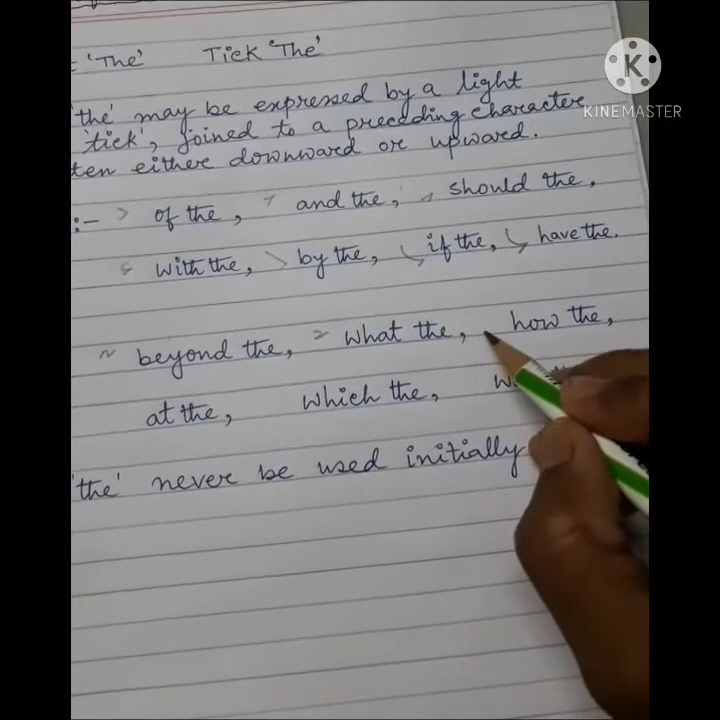 'The' Tick 'The'
K
KINEMASTER
'the' may be expressed by a light
'tick', joined to a preceding character
ten either downward or upward.
:- of the, and the, should the,
with the, by the, if the, have the.
beyond the, what the, how the,
at the, which the,
'the' never be used initially